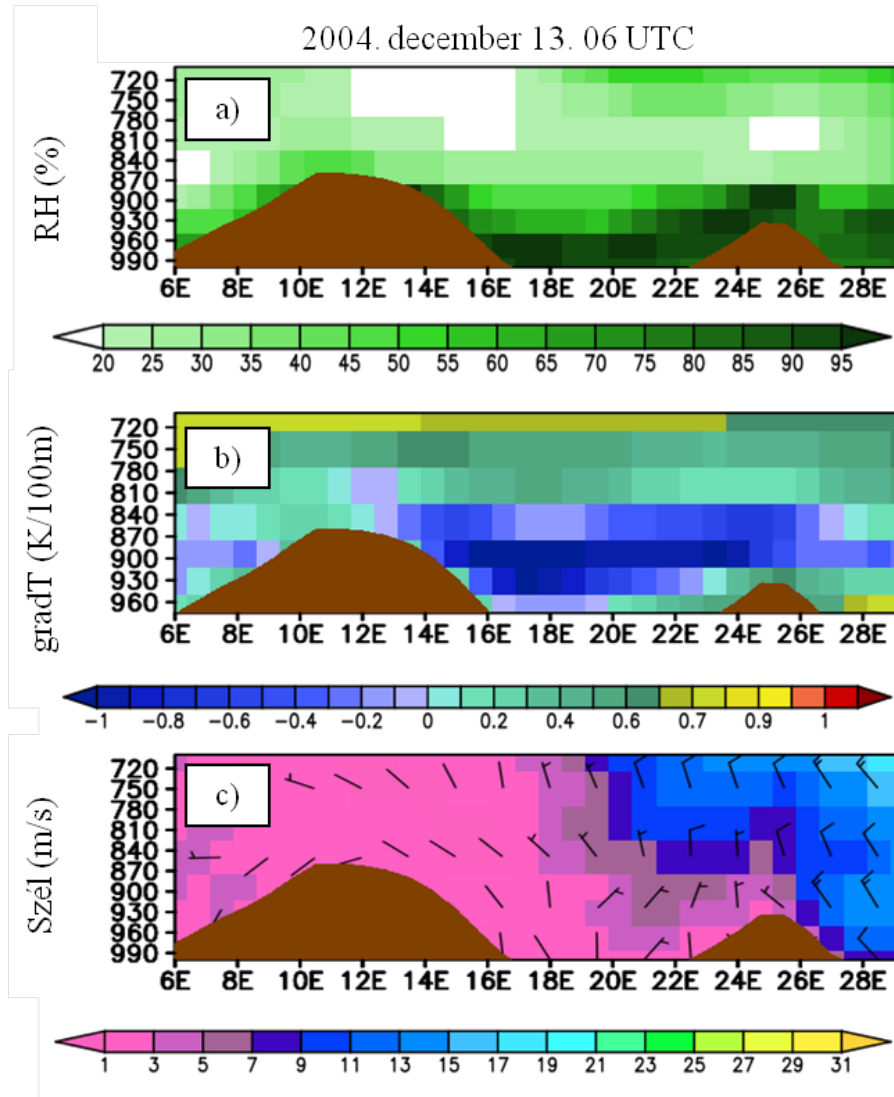 2004. december 13. 06 UTC
a)
RH (%)
720
750
780
810
840
870
900
930
960
990
6E 8E 10E 12E 14E 16E 18E 20E 22E 24E 26E 28E
20 25 30 35 40 45 50 55 60 65 70 75 80 85 90 95
b)
gradT (K/100m)
720
750
780
810
840
870
900
930
960
6E 8E 10E 12E 14E 16E 18E 20E 22E 24E 26E 28E
−1 −0.8 −0.6 −0.4 −0.2 0 0.2 0.4 0.6 0.7 0.9 1
c)
Szél (m/s)
720
750
780
810
840
870
900
930
960
990
6E 8E 10E 12E 14E 16E 18E 20E 22E 24E 26E 28E
1 3 5 7 9 11 13 15 17 19 21 23 25 27 29 31